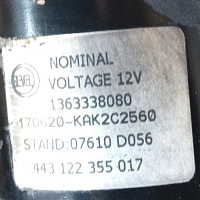 NOMINAL
VOLTAGE 12V
1363338080
170620-KAK2C2560
STAND:07610 D056
443 122 355 017